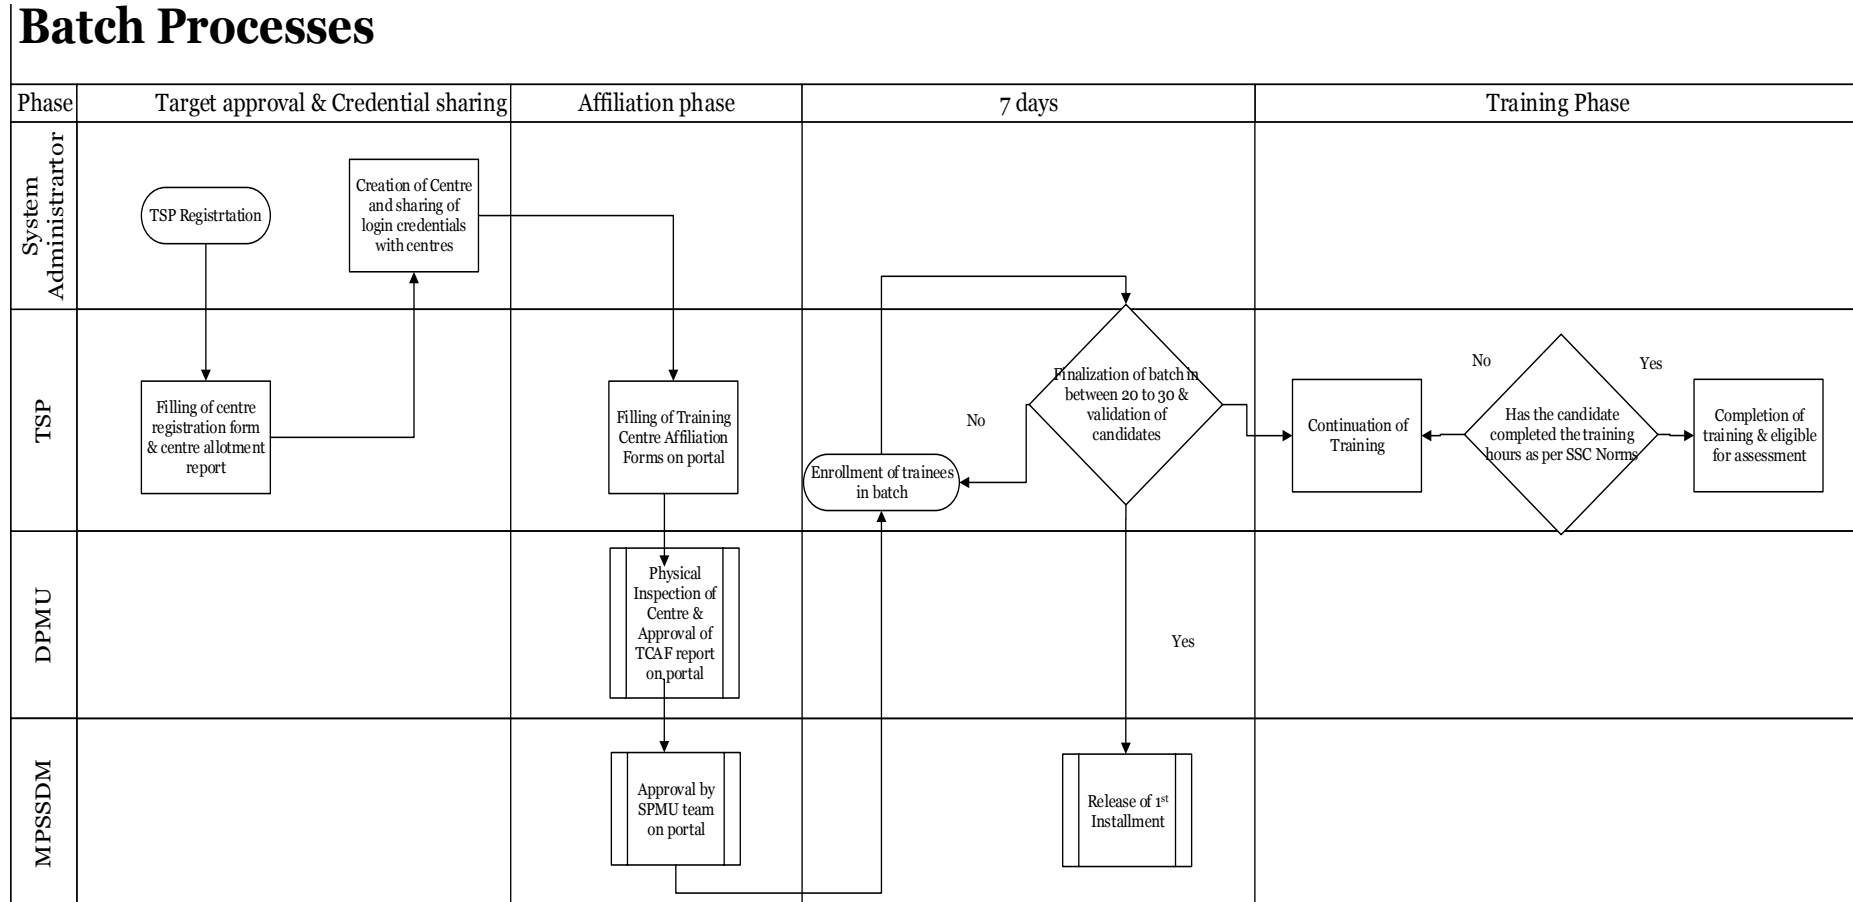 Batch Processes
Phase
Target approval & Credential sharing
Affiliation phase
7 days
Training Phase
System
Administrartor
TSP Registrtation
Creation of Centre
and sharing of
login credentials
with centres
TSP
Filling of centre
registration form
& centre allotment
report
Filling of Training
Centre Affiliation
Forms on portal
Enrollment of trainees
in batch
No
Finalization of batch in
between 20 to 30 &
validation of
candidates
Continuation of
Training
No
Has the candidate
completed the training
hours as per SSC Norms
Yes
Completion of
training & eligible
for assessment
DPMU
Physical
Inspection of
Centre &
Approval of
TCAF report
on portal
Yes
MPSSDM
Approval by
SPMU team
on portal
Release of 1st
Installment